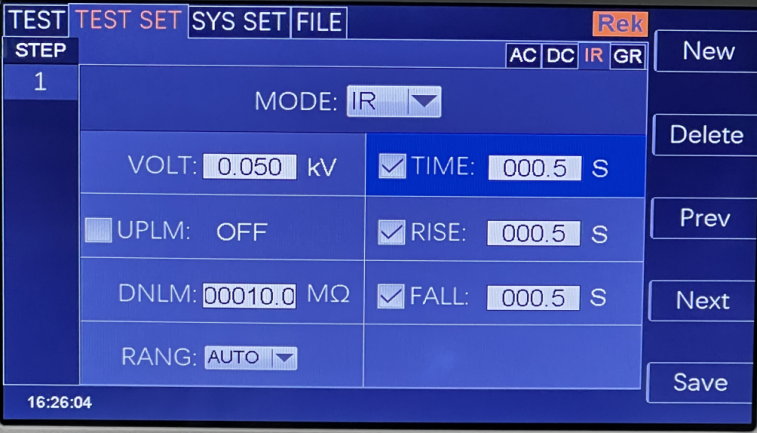 TEST TEST SET SYS SET FILE Rek
STEP AC DC IR GR
1
MODE: IR
VOLT: 0.050 kV TIME: 000.5 S
UPLM: OFF RISE: 000.5 S
DNLM: 00010.0 MΩ FALL: 000.5 S
RANG: AUTO
16:26:04
New
Delete
Prev
Next
Save